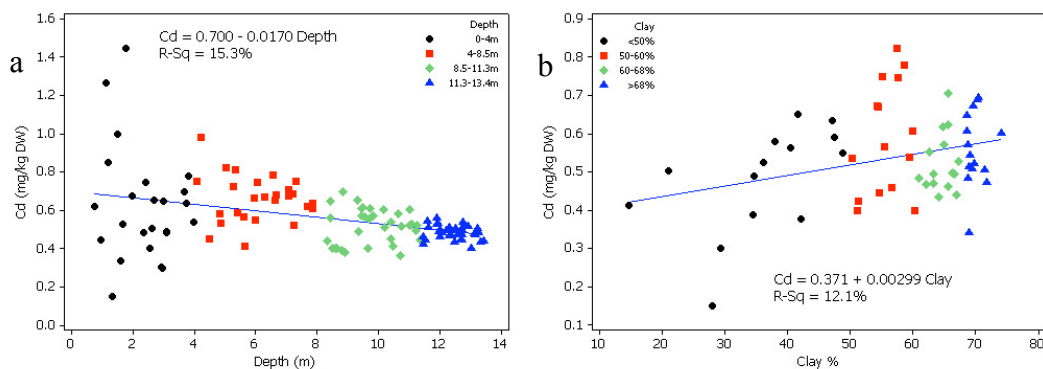 a
Cd = 0.700 - 0.0170 Depth
R-Sq = 15.3%
Depth
0-4m
4-8.5m
8.5-11.3m
11.3-13.4m
Cd (mg/kg DW)
1.6
1.4
1.2
1.0
0.8
0.6
0.4
0.2
0.0
0 2 4 6 8 10 12 14
Depth (m)
b
Clay
<50%
50-60%
60-68%
>68%
Cd (mg/kg DW)
0.9
0.8
0.7
0.6
0.5
0.4
0.3
0.2
0.1
Cd = 0.371 + 0.00299 Clay
R-Sq = 12.1%
10 20 30 40 50 60 70 80
Clay %